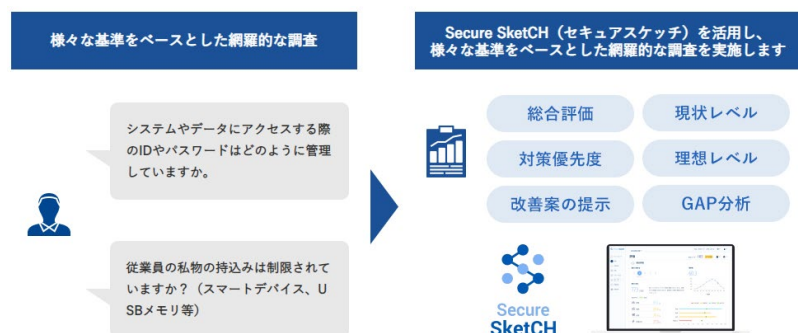 様々な基準をベースとした網羅的な調査
システムやデータにアクセスする際
のIDやパスワードはどのように管理
していますか。
従業員の私物の持込みは制限されて
いますか？（スマートデバイス、U
SBメモリ等）
Secure SketCH（セキュアスケッチ）を活用し、
様々な基準をベースとした網羅的な調査を実施します
総合評価
現状レベル
対策優先度
理想レベル
改善案の提示
GAP分析
Secure
SketCH